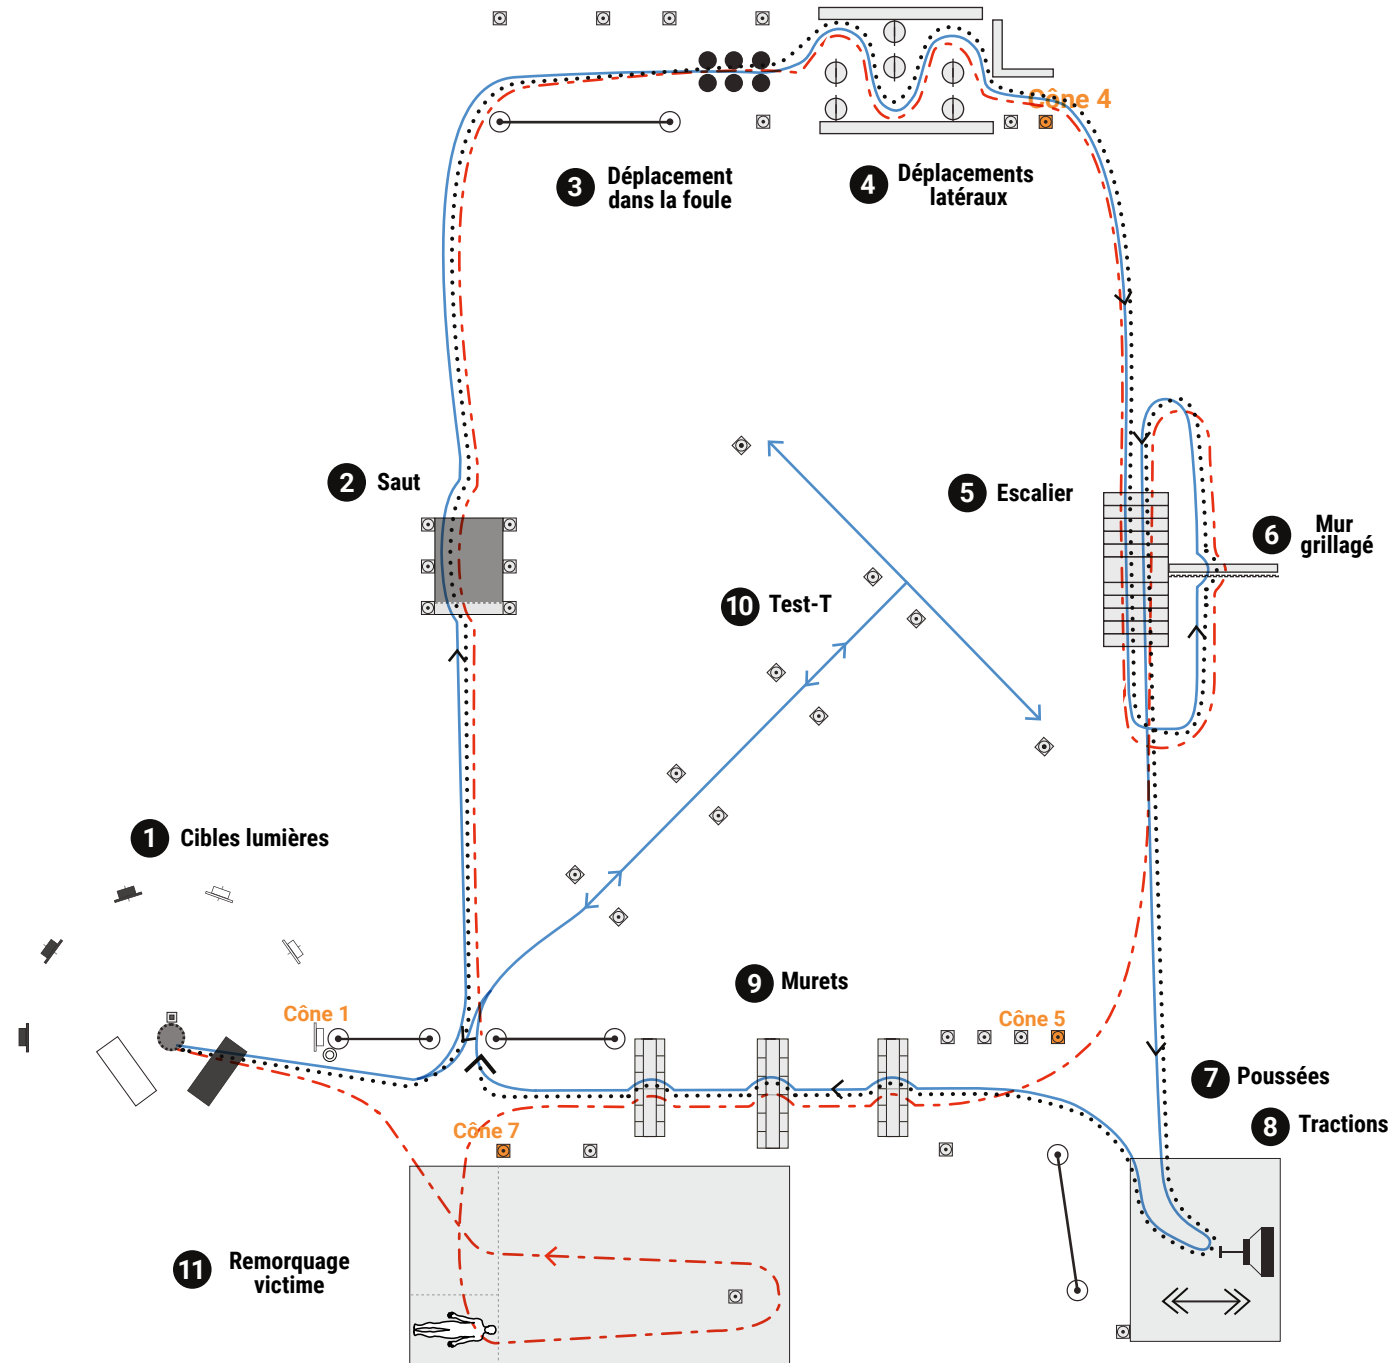 Cône 4
3 Déplacement
dans la foule
4 Déplacements
latéraux
2 Saut
5 Escalier
6 Mur
grillagé
10 Test-T
1 Cibles lumières
9 Murets
Cône 1
Cône 5
7 Poussées
8 Tractions
Cône 7
11 Remorquage
victime